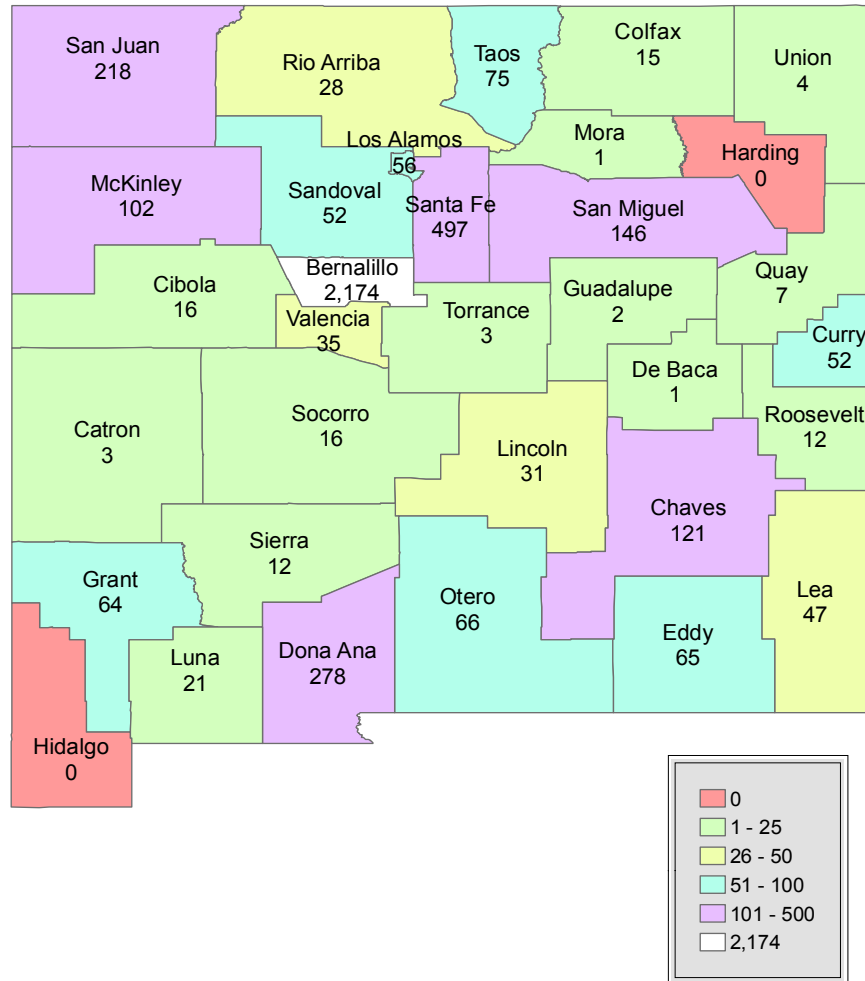 San Juan
218
Rio Arriba
28
Taos
75
Colfax
15
Union
4
Los Alamos
56
Mora
1
Harding
0
McKinley
102
Sandoval
52
Santa Fe
497
San Miguel
146
Cibola
16
Bernalillo
2,174
Valencia
35
Torrance
3
Guadalupe
2
Quay
7
Curry
52
De Baca
1
Roosevelt
12
Catron
3
Socorro
16
Lincoln
31
Chaves
121
Sierra
12
Grant
64
Otero
66
Eddy
65
Lea
47
Luna
21
Dona Ana
278
Hidalgo
0
0
1 - 25
26 - 50
51 - 100
101 - 500
2,174